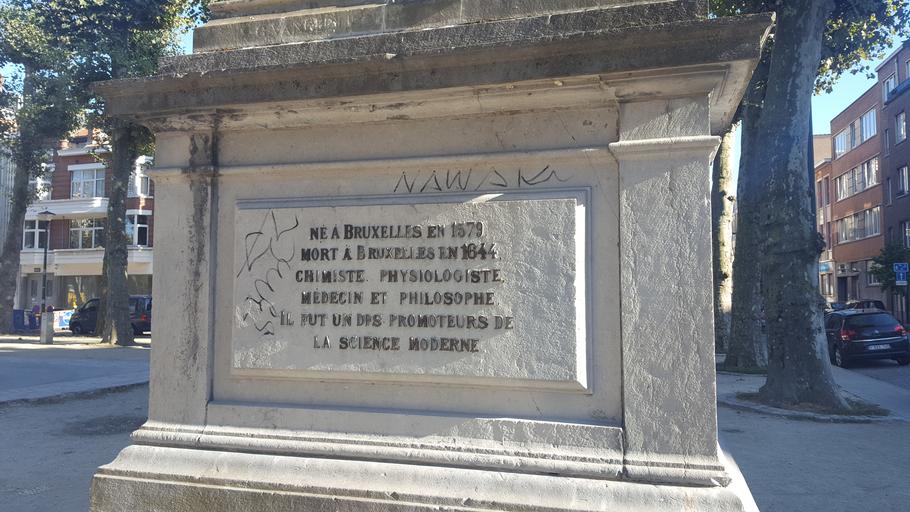 NAWAK
NÉ À BRUXELLES EN 1579
MORT À BRUXELLES EN 1644
CHIMISTE, PHYSIOLOGISTE,
MÉDECIN ET PHILOSOPHE,
IL FUT UN DES PROMOTEURS DE
LA SCIENCE MODERNE